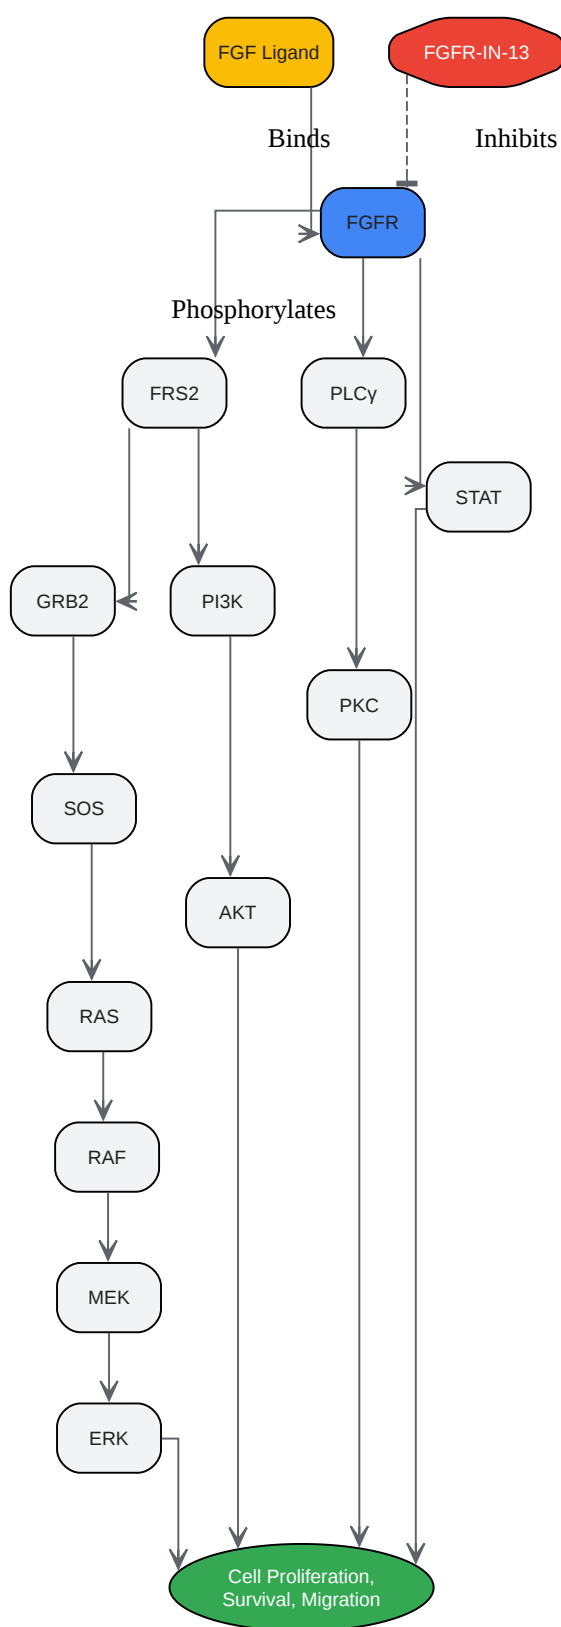 FGF Ligand
FGFR-IN-13
Binds
Inhibits
FGFR
Phosphorylates
FRS2
PLCγ
STAT
GRB2
PI3K
PKC
SOS
AKT
RAS
RAF
MEK
ERK
Cell Proliferation,
Survival, Migration